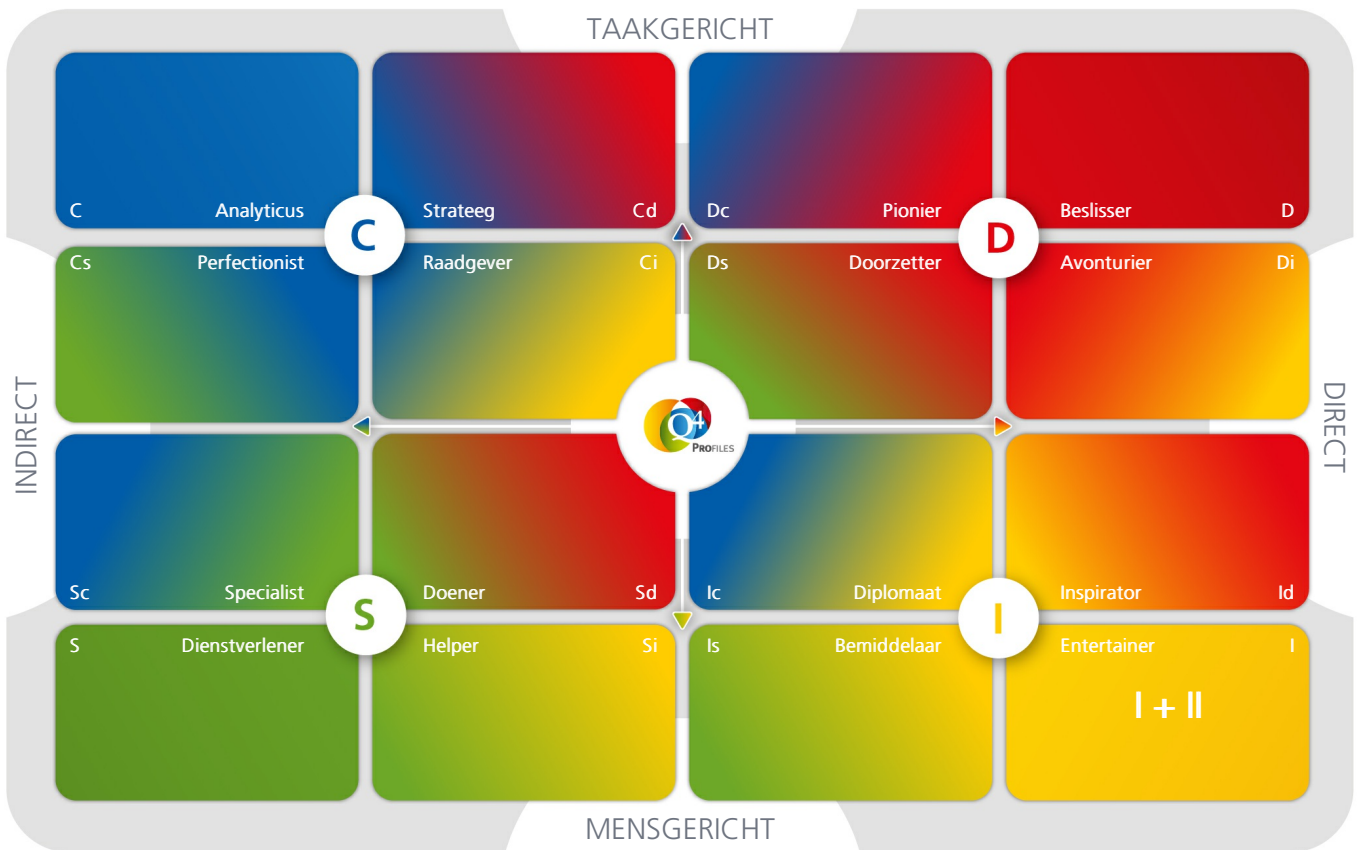 TAAKGERICHT
C Analyticus
Strateeg Cd
Dc Pionier
Beslisser D
C
D
Cs Perfectionist
Raadgever Ci
Ds Doorzetter
Avonturier Di
INDIRECT
Q4
PROFILES
DIRECT
Sc Specialist
Doener Sd
Ic Diplomaat
Inspirator Id
S
I
S Dienstverlener
Helper Si
Is Bemiddelaar
Entertainer I
I + II
MENSGERICHT